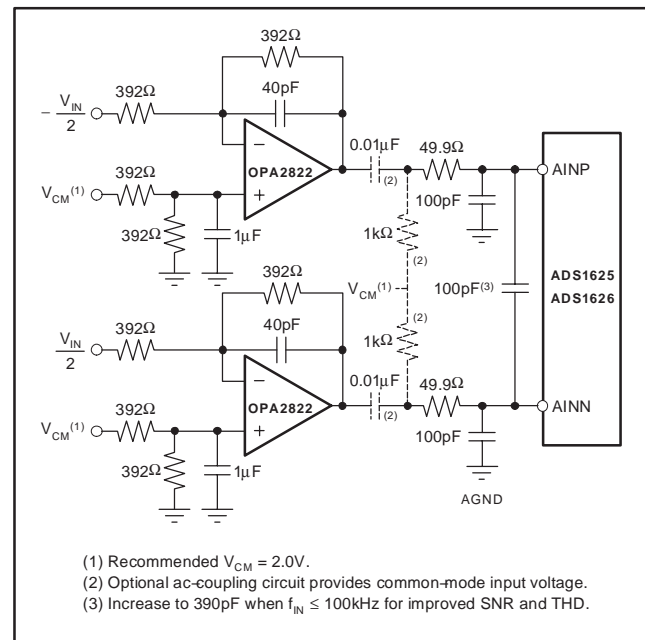 392Ω
392Ω
40pF
− V_IN/2
0.01μF
49.9Ω
−
OPA2822
+
392Ω
(2)
AINP
V_CM(1)
100pF
392Ω
1μF
1kΩ
(2)
392Ω
V_CM(1)
100pF(3)
ADS1625
ADS1626
392Ω
40pF
(2)
1kΩ
V_IN/2
0.01μF
49.9Ω
−
OPA2822
+
392Ω
(2)
AINN
V_CM(1)
100pF
392Ω
1μF
AGND
(1) Recommended V_CM = 2.0V.
(2) Optional ac-coupling circuit provides common-mode input voltage.
(3) Increase to 390pF when f_IN ≤ 100kHz for improved SNR and THD.